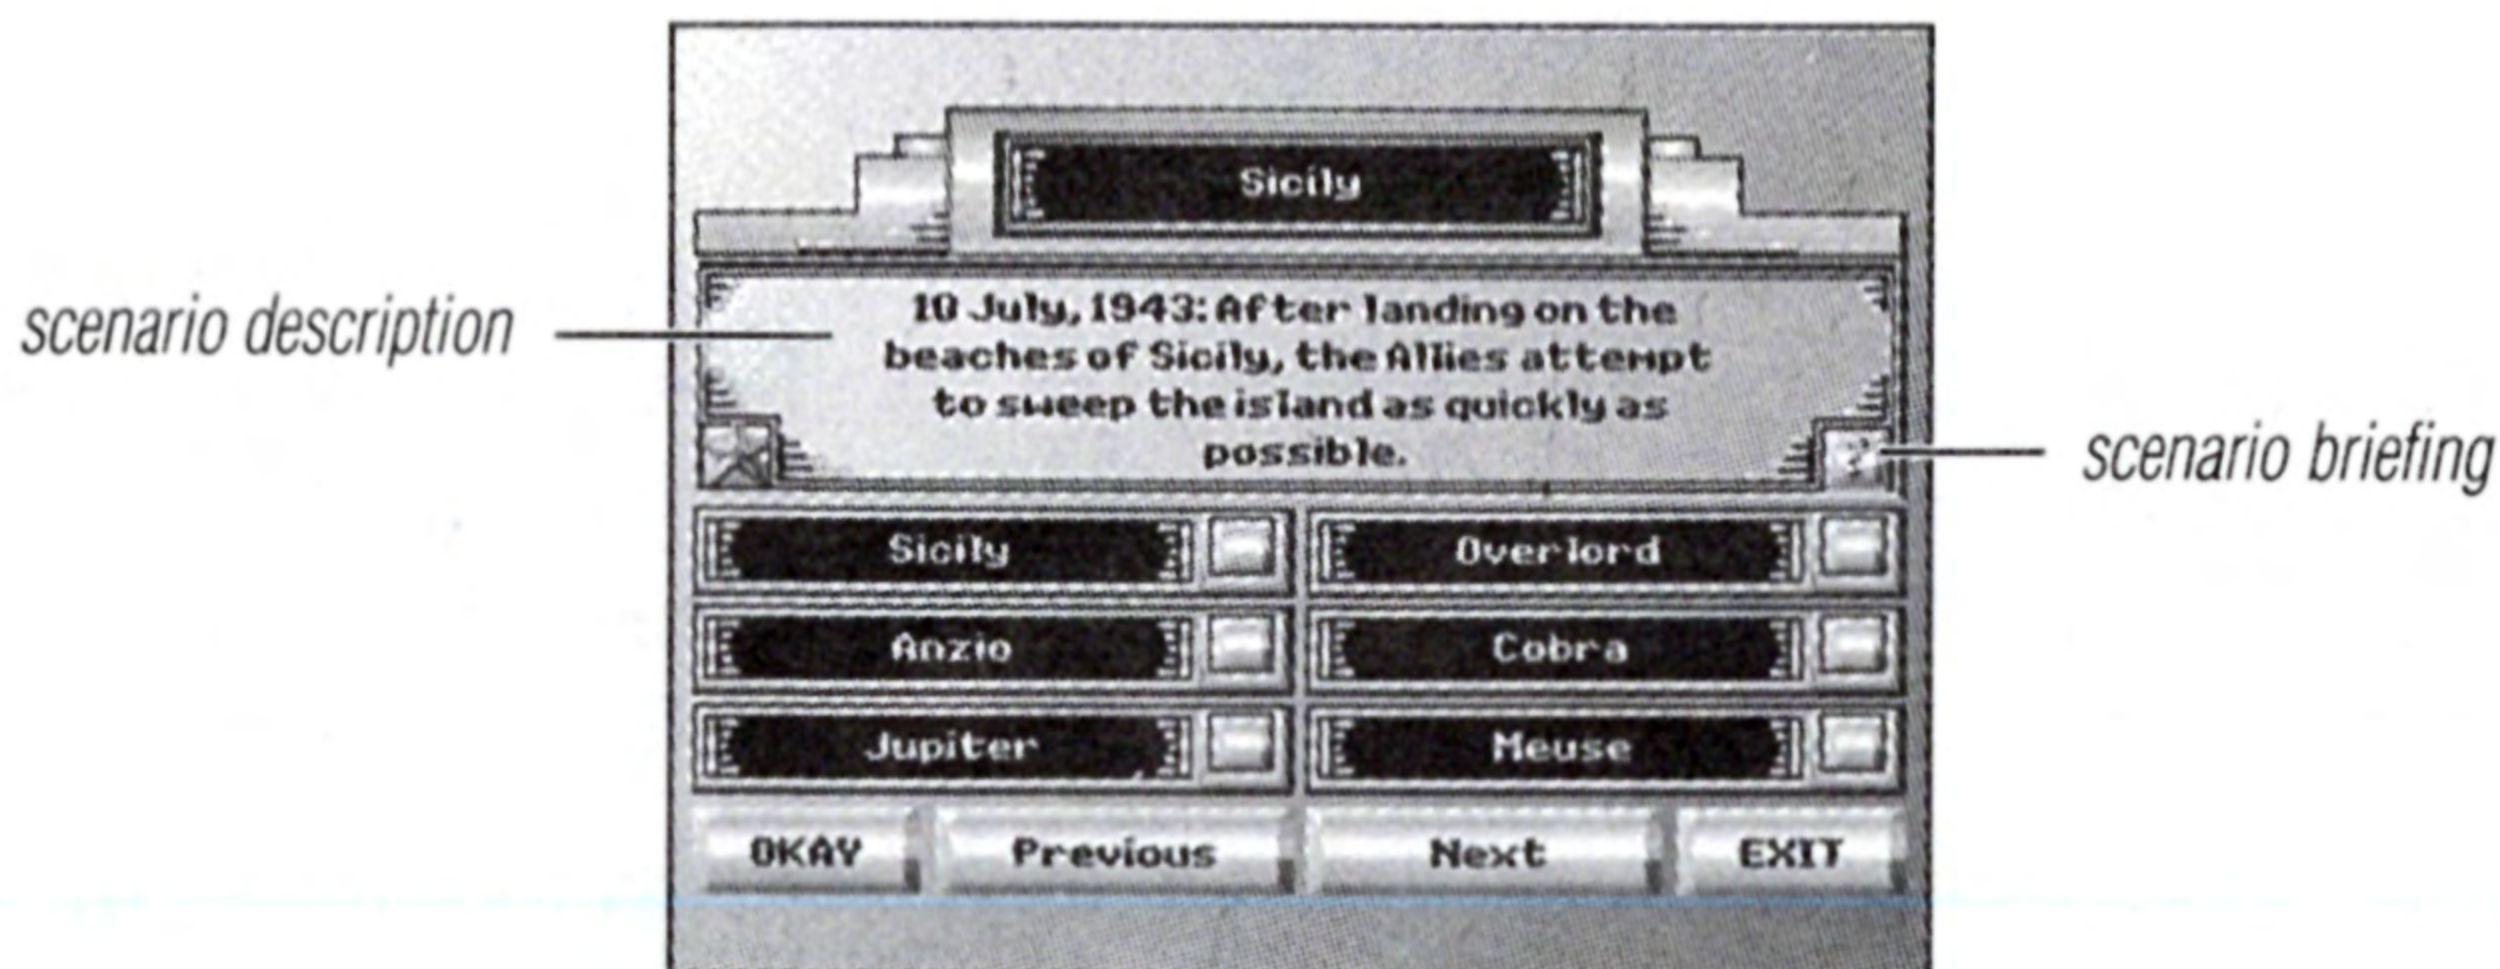 Sicily
scenario description
10 July, 1943: After landing on the
beaches of Sicily, the Allies attempt
to sweep the island as quickly as
possible.
?
scenario briefing
Sicily
Overlord
Anzio
Cobra
Jupiter
Meuse
OKAY
Previous
Next
EXIT